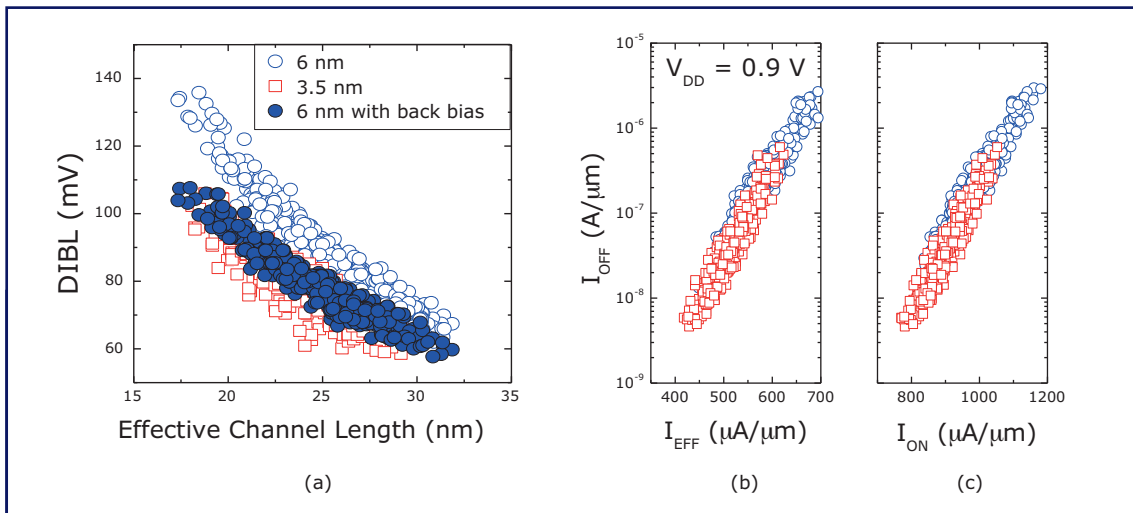 140
120
100
80
60
15
20
25
30
35
DIBL (mV)
Effective Channel Length (nm)
6 nm
3.5 nm
6 nm with back bias
(a)
10⁻⁵
10⁻⁶
10⁻⁷
10⁻⁸
10⁻⁹
I_OFF (A/μm)
V_DD = 0.9 V
400
500
600
700
I_EFF (μA/μm)
(b)
800
1000
1200
I_ON (μA/μm)
(c)